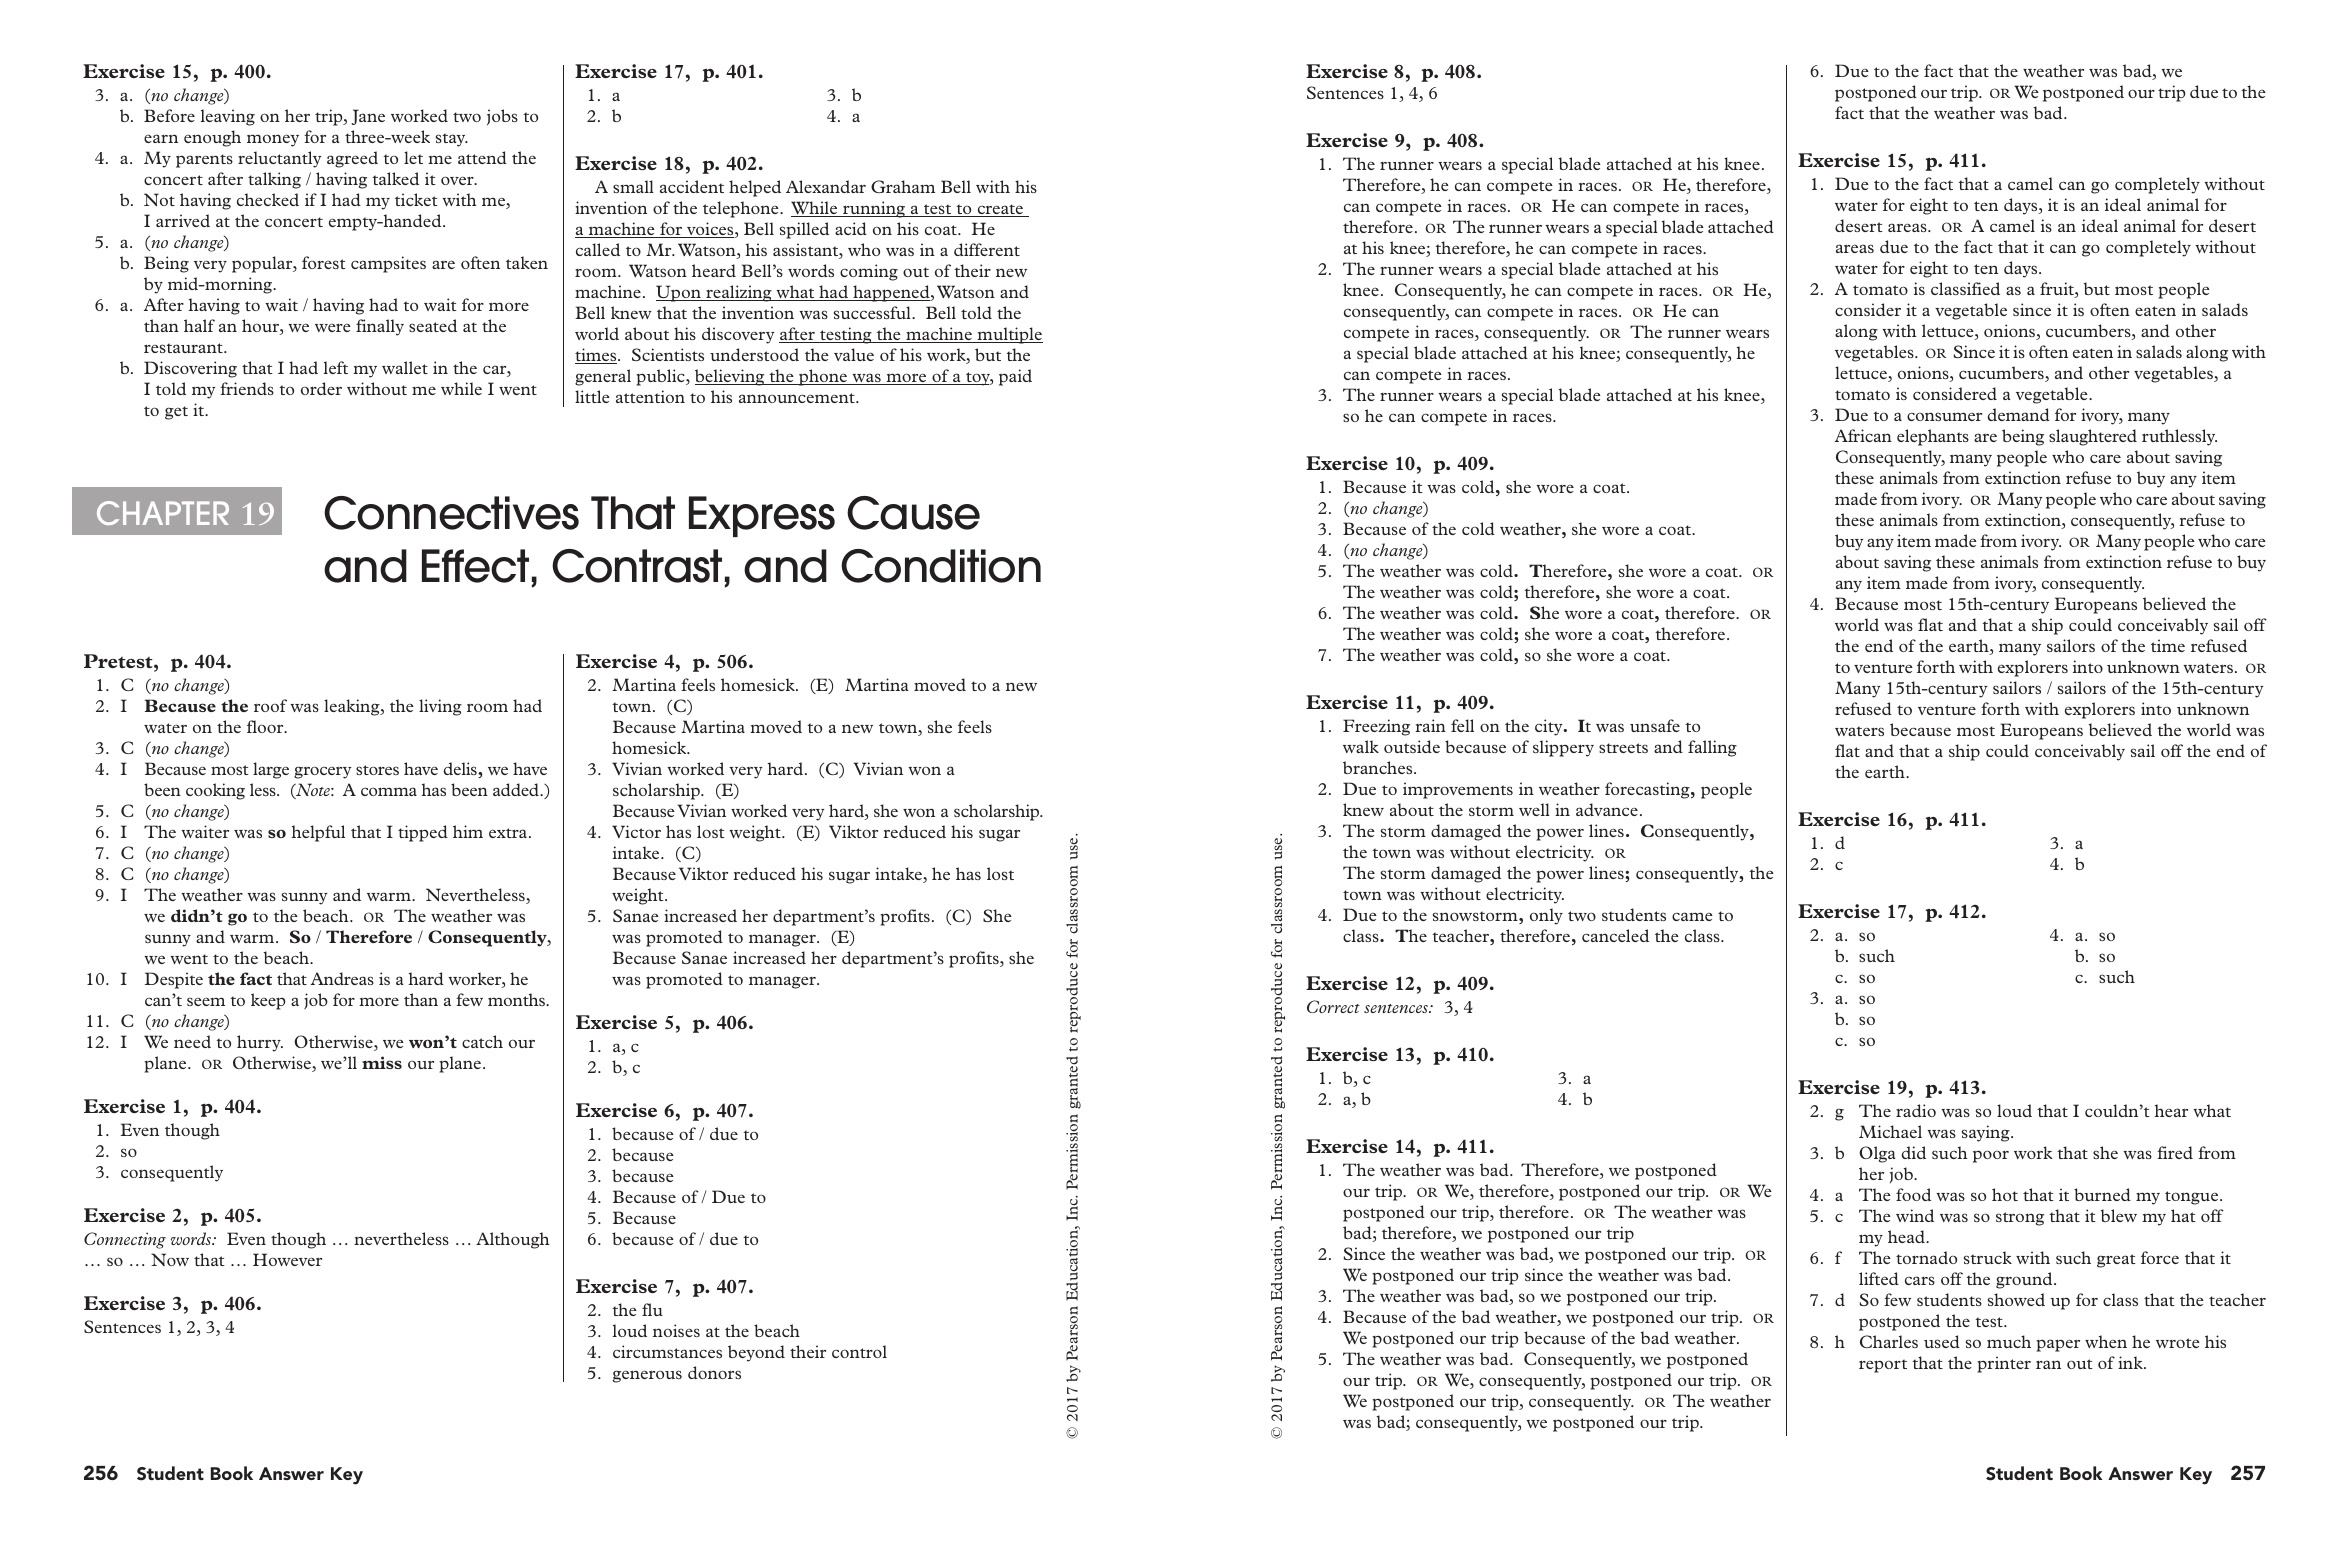 Exercise 15, p. 400.
3. a. (no change)
b. Before leaving on her trip, Jane worked two jobs to
earn enough money for a three-week stay.
4. a. My parents reluctantly agreed to let me attend the
concert after talking / having talked it over.
b. Not having checked if I had my ticket with me,
I arrived at the concert empty-handed.
5. a. (no change)
b. Being very popular, forest campsites are often taken
by mid-morning.
6. a. After having to wait / having had to wait for more
than half an hour, we were finally seated at the
restaurant.
b. Discovering that I had left my wallet in the car,
I told my friends to order without me while I went
to get it.
Exercise 17, p. 401.
1. a 3. b
2. b 4. a
Exercise 18, p. 402.
A small accident helped Alexandar Graham Bell with his
invention of the telephone. While running a test to create
a machine for voices, Bell spilled acid on his coat. He
called to Mr. Watson, his assistant, who was in a different
room. Watson heard Bell's words coming out of their new
machine. Upon realizing what had happened, Watson and
Bell knew that the invention was successful. Bell told the
world about his discovery after testing the machine multiple
times. Scientists understood the value of his work, but the
general public, believing the phone was more of a toy, paid
little attention to his announcement.
CHAPTER 19
Connectives That Express Cause
and Effect, Contrast, and Condition
Pretest, p. 404.
1. C (no change)
2. I Because the roof was leaking, the living room had
water on the floor.
3. C (no change)
4. I Because most large grocery stores have delis, we have
been cooking less. (Note: A comma has been added.)
5. C (no change)
6. I The waiter was so helpful that I tipped him extra.
7. C (no change)
8. C (no change)
9. I The weather was sunny and warm. Nevertheless,
we didn't go to the beach. OR The weather was
sunny and warm. So / Therefore / Consequently,
we went to the beach.
10. I Despite the fact that Andreas is a hard worker, he
can't seem to keep a job for more than a few months.
11. C (no change)
12. I We need to hurry. Otherwise, we won't catch our
plane. OR Otherwise, we'll miss our plane.
Exercise 1, p. 404.
1. Even though
2. so
3. consequently
Exercise 2, p. 405.
Connecting words: Even though … nevertheless … Although
… so … Now that … However
Exercise 3, p. 406.
Sentences 1, 2, 3, 4
Exercise 4, p. 506.
2. Martina feels homesick. (E) Martina moved to a new
town. (C)
Because Martina moved to a new town, she feels
homesick.
3. Vivian worked very hard. (C) Vivian won a
scholarship. (E)
Because Vivian worked very hard, she won a scholarship.
4. Victor has lost weight. (E) Viktor reduced his sugar
intake. (C)
Because Viktor reduced his sugar intake, he has lost
weight.
5. Sanae increased her department's profits. (C) She
was promoted to manager. (E)
Because Sanae increased her department's profits, she
was promoted to manager.
Exercise 5, p. 406.
1. a, c
2. b, c
Exercise 6, p. 407.
1. because of / due to
2. because
3. because
4. Because of / Due to
5. Because
6. because of / due to
Exercise 7, p. 407.
2. the flu
3. loud noises at the beach
4. circumstances beyond their control
5. generous donors
© 2017 by Pearson Education, Inc. Permission granted to reproduce for classroom use.
256 Student Book Answer Key
© 2017 by Pearson Education, Inc. Permission granted to reproduce for classroom use.
Exercise 8, p. 408.
Sentences 1, 4, 6
Exercise 9, p. 408.
1. The runner wears a special blade attached at his knee.
Therefore, he can compete in races. OR He, therefore,
can compete in races. OR He can compete in races,
therefore. OR The runner wears a special blade attached
at his knee; therefore, he can compete in races.
2. The runner wears a special blade attached at his
knee. Consequently, he can compete in races. OR He,
consequently, can compete in races. OR He can
compete in races, consequently. OR The runner wears
a special blade attached at his knee; consequently, he
can compete in races.
3. The runner wears a special blade attached at his knee,
so he can compete in races.
Exercise 10, p. 409.
1. Because it was cold, she wore a coat.
2. (no change)
3. Because of the cold weather, she wore a coat.
4. (no change)
5. The weather was cold. Therefore, she wore a coat. OR
The weather was cold; therefore, she wore a coat.
6. The weather was cold. She wore a coat, therefore. OR
The weather was cold; she wore a coat, therefore.
7. The weather was cold, so she wore a coat.
Exercise 11, p. 409.
1. Freezing rain fell on the city. It was unsafe to
walk outside because of slippery streets and falling
branches.
2. Due to improvements in weather forecasting, people
knew about the storm well in advance.
3. The storm damaged the power lines. Consequently,
the town was without electricity. OR
The storm damaged the power lines; consequently, the
town was without electricity.
4. Due to the snowstorm, only two students came to
class. The teacher, therefore, canceled the class.
Exercise 12, p. 409.
Correct sentences: 3, 4
Exercise 13, p. 410.
1. b, c 3. a
2. a, b 4. b
Exercise 14, p. 411.
1. The weather was bad. Therefore, we postponed
our trip. OR We, therefore, postponed our trip. OR We
postponed our trip, therefore. OR The weather was
bad; therefore, we postponed our trip
2. Since the weather was bad, we postponed our trip. OR
We postponed our trip since the weather was bad.
3. The weather was bad, so we postponed our trip.
4. Because of the bad weather, we postponed our trip. OR
We postponed our trip because of the bad weather.
5. The weather was bad. Consequently, we postponed
our trip. OR We, consequently, postponed our trip. OR
We postponed our trip, consequently. OR The weather
was bad; consequently, we postponed our trip.
6. Due to the fact that the weather was bad, we
postponed our trip. OR We postponed our trip due to the
fact that the weather was bad.
Exercise 15, p. 411.
1. Due to the fact that a camel can go completely without
water for eight to ten days, it is an ideal animal for
desert areas. OR A camel is an ideal animal for desert
areas due to the fact that it can go completely without
water for eight to ten days.
2. A tomato is classified as a fruit, but most people
consider it a vegetable since it is often eaten in salads
along with lettuce, onions, cucumbers, and other
vegetables. OR Since it is often eaten in salads along with
lettuce, onions, cucumbers, and other vegetables, a
tomato is considered a vegetable.
3. Due to a consumer demand for ivory, many
African elephants are being slaughtered ruthlessly.
Consequently, many people who care about saving
these animals from extinction refuse to buy any item
made from ivory. OR Many people who care about saving
these animals from extinction, consequently, refuse to
buy any item made from ivory. OR Many people who care
about saving these animals from extinction refuse to buy
any item made from ivory, consequently.
4. Because most 15th-century Europeans believed the
world was flat and that a ship could conceivably sail off
the end of the earth, many sailors of the time refused
to venture forth with explorers into unknown waters. OR
Many 15th-century sailors / sailors of the 15th-century
refused to venture forth with explorers into unknown
waters because most Europeans believed the world was
flat and that a ship could conceivably sail off the end of
the earth.
Exercise 16, p. 411.
1. d 3. a
2. c 4. b
Exercise 17, p. 412.
2. a. so 4. a. so
b. such b. so
c. so c. such
3. a. so
b. so
c. so
Exercise 19, p. 413.
2. g The radio was so loud that I couldn't hear what
Michael was saying.
3. b Olga did such poor work that she was fired from
her job.
4. a The food was so hot that it burned my tongue.
5. c The wind was so strong that it blew my hat off
my head.
6. f The tornado struck with such great force that it
lifted cars off the ground.
7. d So few students showed up for class that the teacher
postponed the test.
8. h Charles used so much paper when he wrote his
report that the printer ran out of ink.
Student Book Answer Key 257